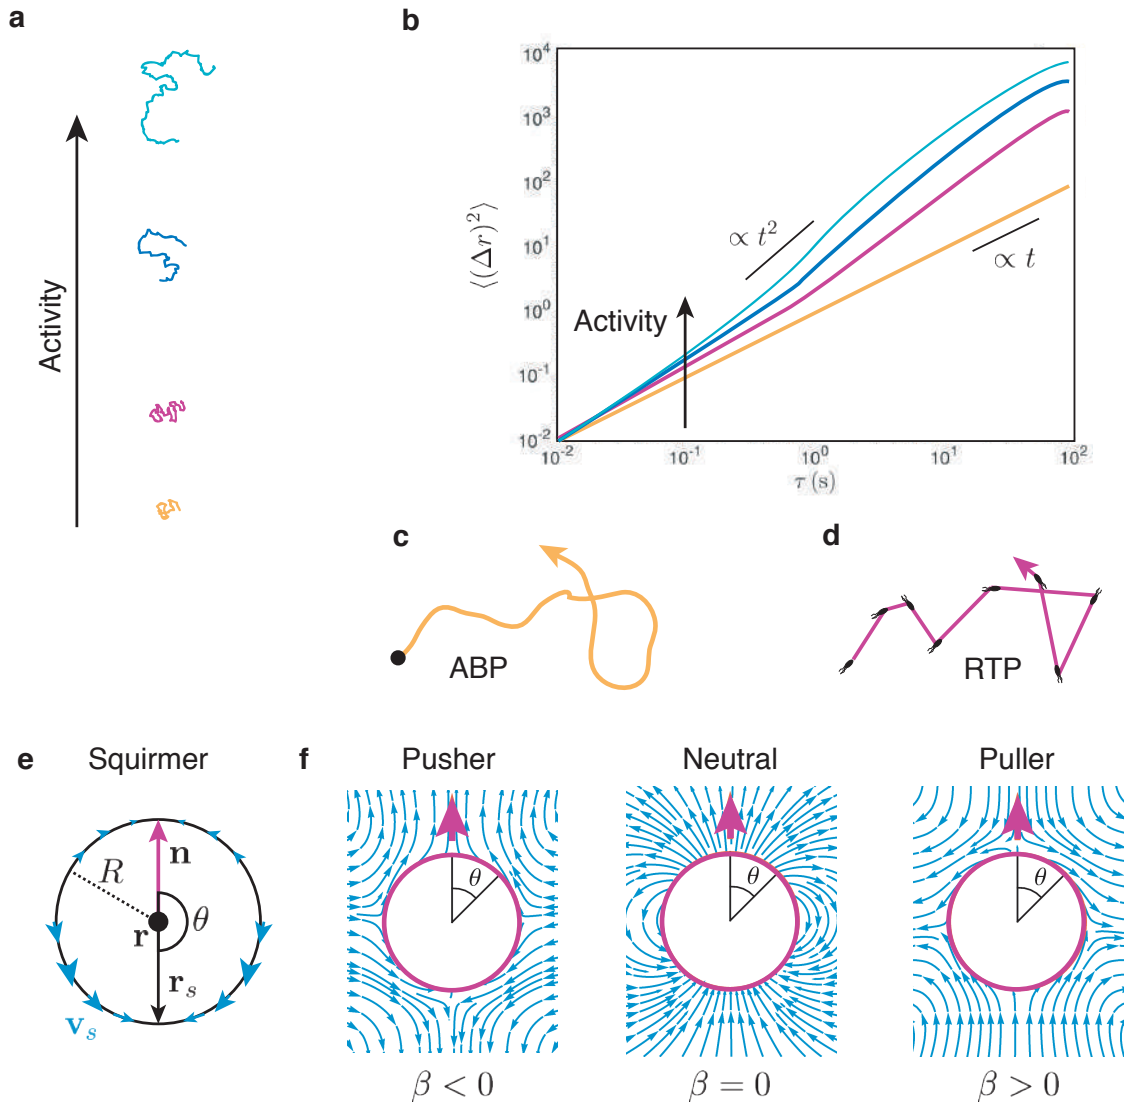 a
Activity
b
10^4
10^3
10^2
10^1
10^0
10^-1
10^-2
⟨(Δr)^2⟩
∝ t^2
∝ t
Activity
10^-2 10^-1 10^0 10^1 10^2
τ (s)
c
ABP
d
RTP
e Squirmer
n
R
r
θ
r_s
v_s
f Pusher Neutral Puller
θ θ θ
β < 0 β = 0 β > 0